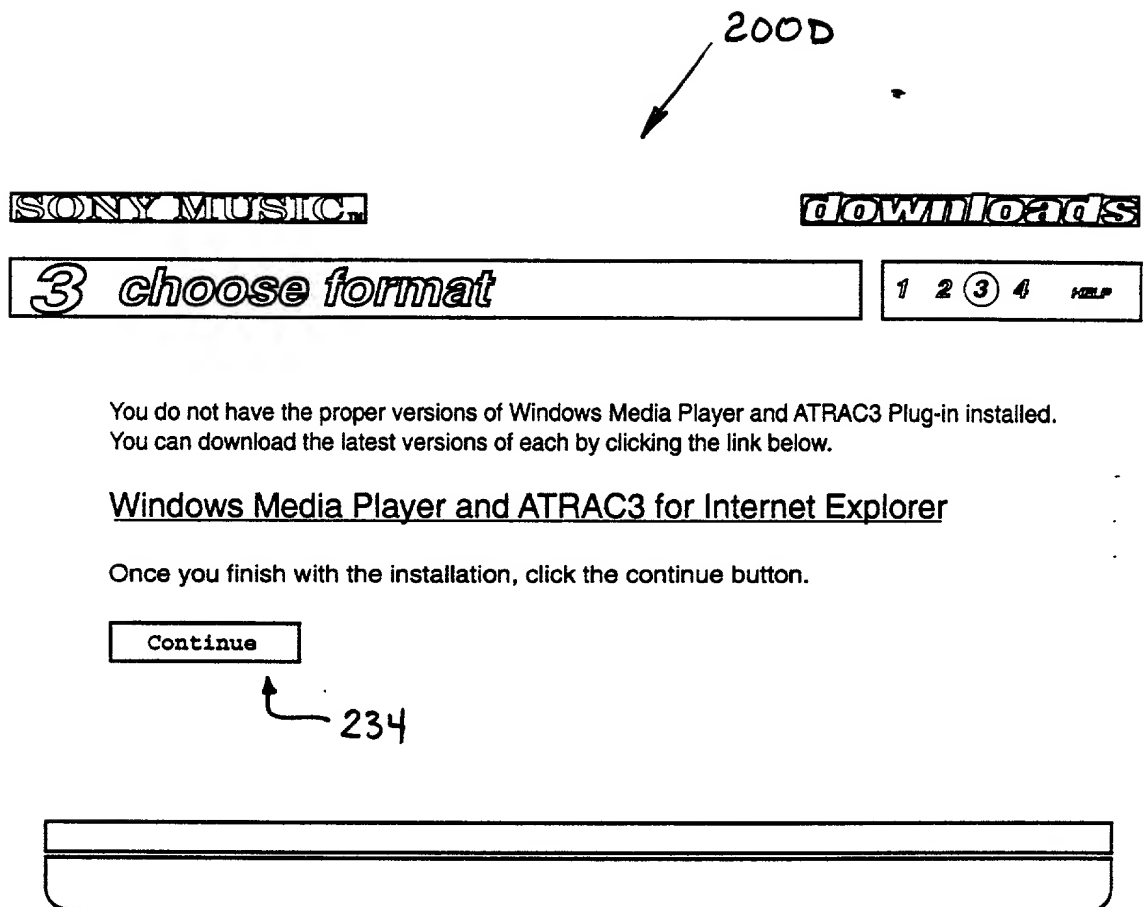 200D
SONY MUSIC™
downloads
3 choose format
1 2 3 4 HELP
You do not have the proper versions of Windows Media Player and ATRAC3 Plug-in installed.
You can download the latest versions of each by clicking the link below.
Windows Media Player and ATRAC3 for Internet Explorer
Once you finish with the installation, click the continue button.
Continue
234